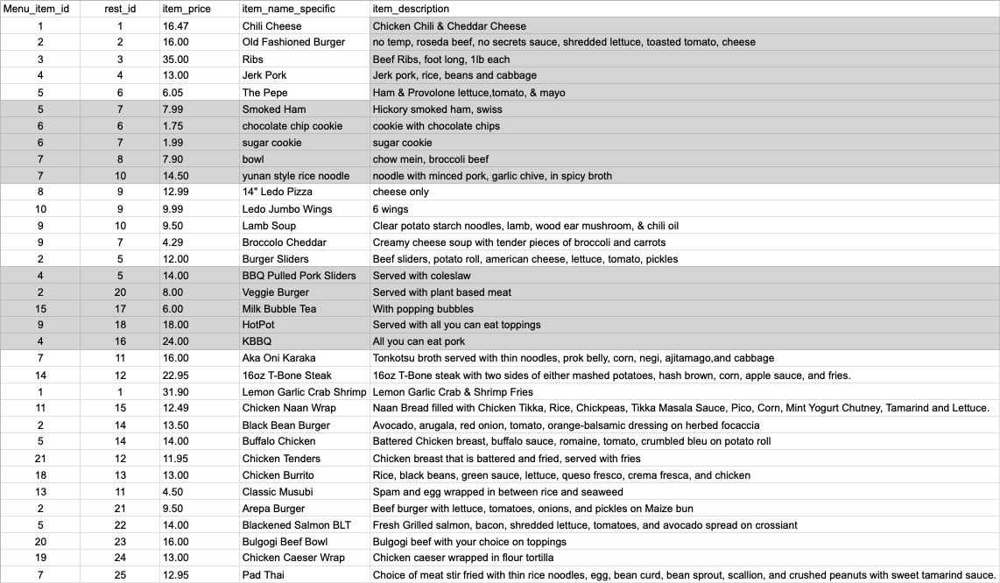 Menu_item_id rest_id item_price item_name_specific item_description
1 1 16.47 Chili Cheese Chicken Chili & Cheddar Cheese
2 2 16.00 Old Fashioned Burger no temp, roseda beef, no secrets sauce, shredded lettuce, toasted tomato, cheese
3 3 35.00 Ribs Beef Ribs, foot long, 1lb each
4 4 13.00 Jerk Pork Jerk pork, rice, beans and cabbage
5 6 6.05 The Pepe Ham & Provolone lettuce,tomato, & mayo
5 7 7.99 Smoked Ham Hickory smoked ham, swiss
6 6 1.75 chocolate chip cookie cookie with chocolate chips
6 7 1.99 sugar cookie sugar cookie
7 8 7.90 bowl chow mein, broccoli beef
7 10 14.50 yunan style rice noodle noodle with minced pork, garlic chive, in spicy broth
8 9 12.99 14" Ledo Pizza cheese only
10 9 9.99 Ledo Jumbo Wings 6 wings
9 10 9.50 Lamb Soup Clear potato starch noodles, lamb, wood ear mushroom, & chili oil
9 7 4.29 Broccolo Cheddar Creamy cheese soup with tender pieces of broccoli and carrots
2 5 12.00 Burger Sliders Beef sliders, potato roll, american cheese, lettuce, tomato, pickles
4 5 14.00 BBQ Pulled Pork Sliders Served with coleslaw
2 20 8.00 Veggie Burger Served with plant based meat
15 17 6.00 Milk Bubble Tea With popping bubbles
9 18 18.00 HotPot Served with all you can eat toppings
4 16 24.00 KBBQ All you can eat pork
7 11 16.00 Aka Oni Karaka Tonkotsu broth served with thin noodles, prok belly, corn, negi, ajitamago,and cabbage
14 12 22.95 16oz T-Bone Steak 16oz T-Bone steak with two sides of either mashed potatoes, hash brown, corn, apple sauce, and fries.
1 1 31.90 Lemon Garlic Crab Shrimp Lemon Garlic Crab & Shrimp Fries
11 15 12.49 Chicken Naan Wrap Naan Bread filled with Chicken Tikka, Rice, Chickpeas, Tikka Masala Sauce, Pico, Corn, Mint Yogurt Chutney, Tamarind and Lettuce.
2 14 13.50 Black Bean Burger Avocado, arugala, red onion, tomato, orange-balsamic dressing on herbed focaccia
5 14 14.00 Buffalo Chicken Battered Chicken breast, buffalo sauce, romaine, tomato, crumbled bleu on potato roll
21 12 11.95 Chicken Tenders Chicken breast that is battered and fried, served with fries
18 13 13.00 Chicken Burrito Rice, black beans, green sauce, lettuce, queso fresco, crema fresca, and chicken
13 11 4.50 Classic Musubi Spam and egg wrapped in between rice and seaweed
2 21 9.50 Arepa Burger Beef burger with lettuce, tomatoes, onions, and pickles on Maize bun
5 22 14.00 Blackened Salmon BLT Fresh Grilled salmon, bacon, shredded lettuce, tomatoes, and avocado spread on crossiant
20 23 16.00 Bulgogi Beef Bowl Bulgogi beef with your choice on toppings
19 24 13.00 Chicken Caeser Wrap Chicken caeser wrapped in flour tortilla
7 25 12.95 Pad Thai Choice of meat stir fried with thin rice noodles, egg, bean curd, bean sprout, scallion, and crushed peanuts with sweet tamarind sauce.